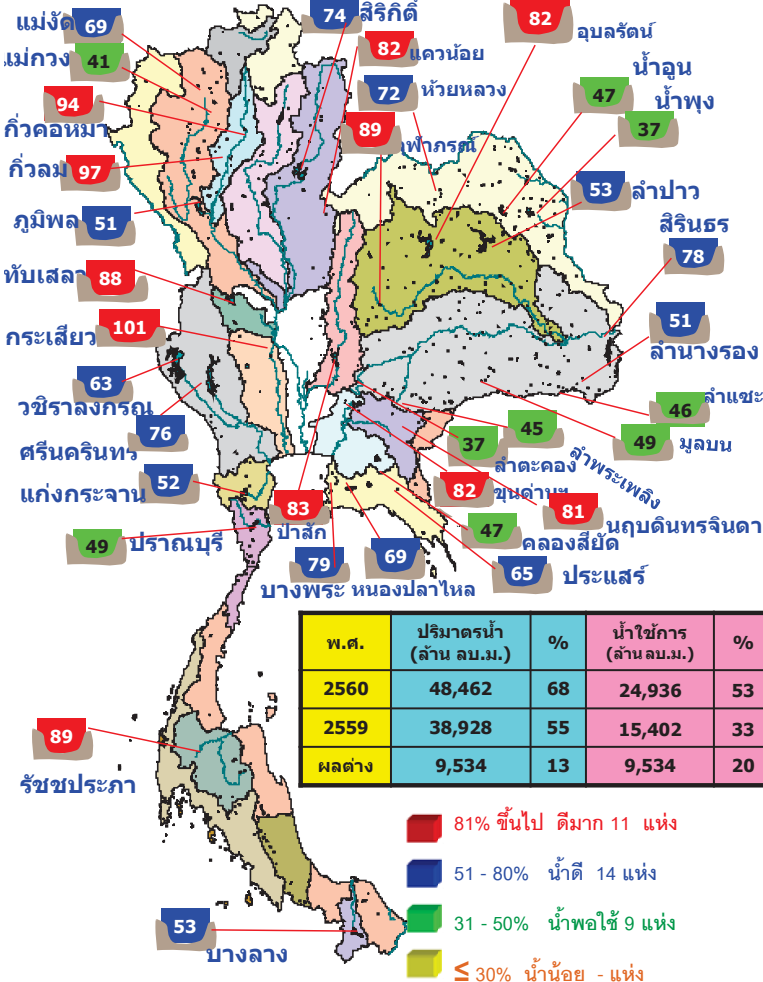 แม่งัด 69
แม่กวง 41
94
กิ่วคอหมา
กิ่วลม 97
ภูมิพล 51
ทับเสลา 88
กระเสียว 101
63
วชิราลงกรณ
76
ศรีนครินทร
แก่งกระจาน 52
49 ปราณบุรี
74 สิริกิติ์
82 แควน้อย
72 ห้วยหลวง
89
ฬาภรณ์
82 อุบลรัตน์
น้ำอูน
47 น้ำพุง
37
53 ลำปาว
สิรินธร
78
51
ลำนางรอง
46 ลำแซะ
49 มูลบน
45 ลำพระเพลิง
37
ลำตะคอง
82 ขุนด่านฯ
81
นฤบดินทรจินดา
47
คลองสียัด
65 ประแสร์
83
ป่าสัก
79
บางพระ
69
หนองปลาไหล
89
รัชชประภา
53
บางลาง
พ.ศ. ปริมาตรน้ำ (ล้าน ลบ.ม.) % น้ำใช้การ (ล้าน ลบ.ม.) %
2560 48,462 68 24,936 53
2559 38,928 55 15,402 33
ผลต่าง 9,534 13 9,534 20
81% ขึ้นไป ดีมาก 11 แห่ง
51 - 80% น้ำดี 14 แห่ง
31 - 50% น้ำพอใช้ 9 แห่ง
≤ 30% น้ำน้อย - แห่ง